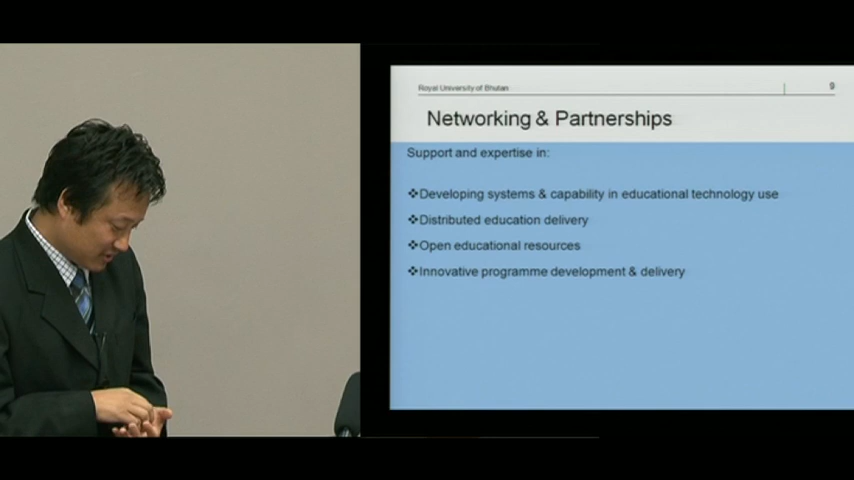 Royal University of Bhutan
9
Networking & Partnerships
Support and expertise in:
❖Developing systems & capability in educational technology use
❖Distributed education delivery
❖Open educational resources
❖Innovative programme development & delivery